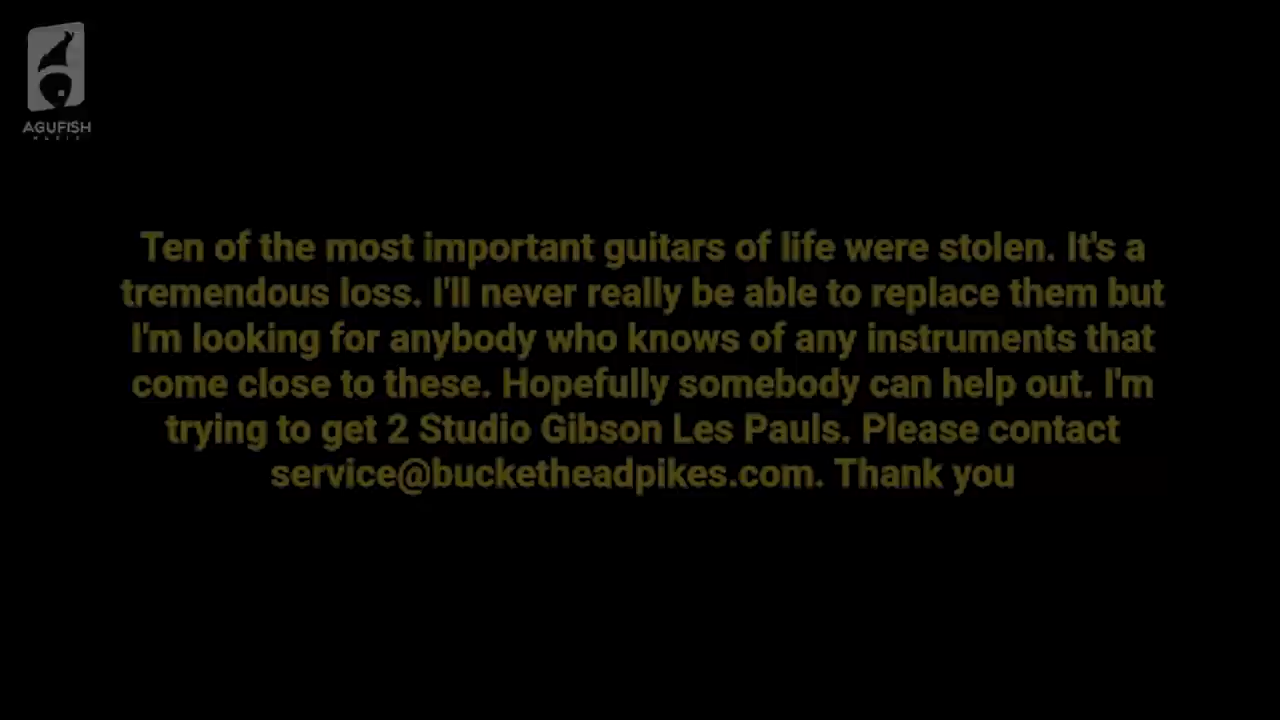 AGUFISH
MUSIC
Ten of the most important guitars of life were stolen. It's a
tremendous loss. I'll never really be able to replace them but
I'm looking for anybody who knows of any instruments that
come close to these. Hopefully somebody can help out. I'm
trying to get 2 Studio Gibson Les Pauls. Please contact
service@bucketheadpikes.com. Thank you